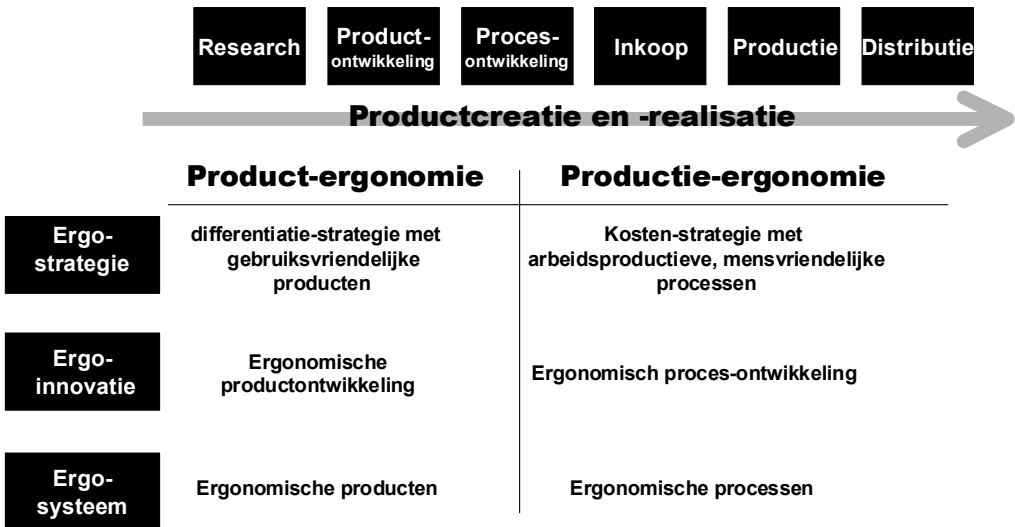 Research
Product-
ontwikkeling
Proces-
ontwikkeling
Inkoop
Productie
Distributie
Productcreatie en -realisatie
Product-ergonomie
Productie-ergonomie
Ergo-
strategie
differentiatie-strategie met
gebruiksvriendelijke
producten
Kosten-strategie met
arbeidsproductieve, mensvriendelijke
processen
Ergo-
innovatie
Ergonomische
productontwikkeling
Ergonomisch proces-ontwikkeling
Ergo-
systeem
Ergonomische producten
Ergonomische processen